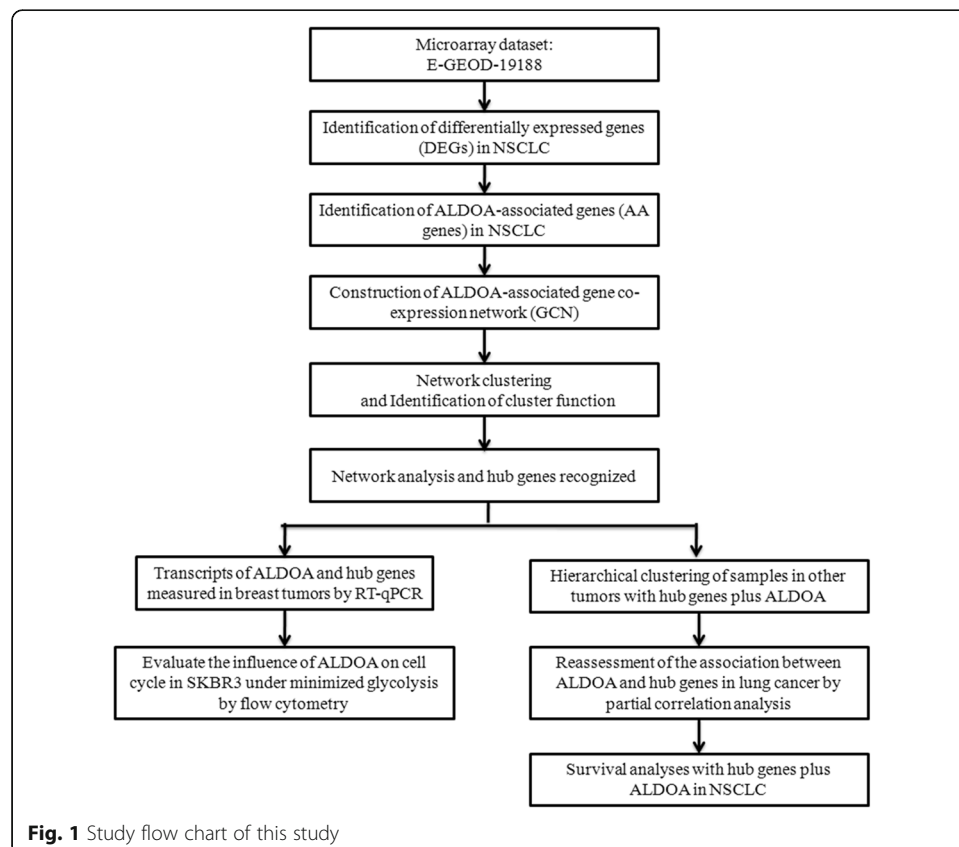 Microarray dataset:
E-GEOD-19188
Identification of differentially expressed genes
(DEGs) in NSCLC
Identification of ALDOA-associated genes (AA
genes) in NSCLC
Construction of ALDOA-associated gene co-
expression network (GCN)
Network clustering
and Identification of cluster function
Network analysis and hub genes recognized
Transcripts of ALDOA and hub genes
measured in breast tumors by RT-qPCR
Evaluate the influence of ALDOA on cell
cycle in SKBR3 under minimized glycolysis
by flow cytometry
Hierarchical clustering of samples in other
tumors with hub genes plus ALDOA
Reassessment of the association between
ALDOA and hub genes in lung cancer by
partial correlation analysis
Survival analyses with hub genes plus
ALDOA in NSCLC
Fig. 1 Study flow chart of this study